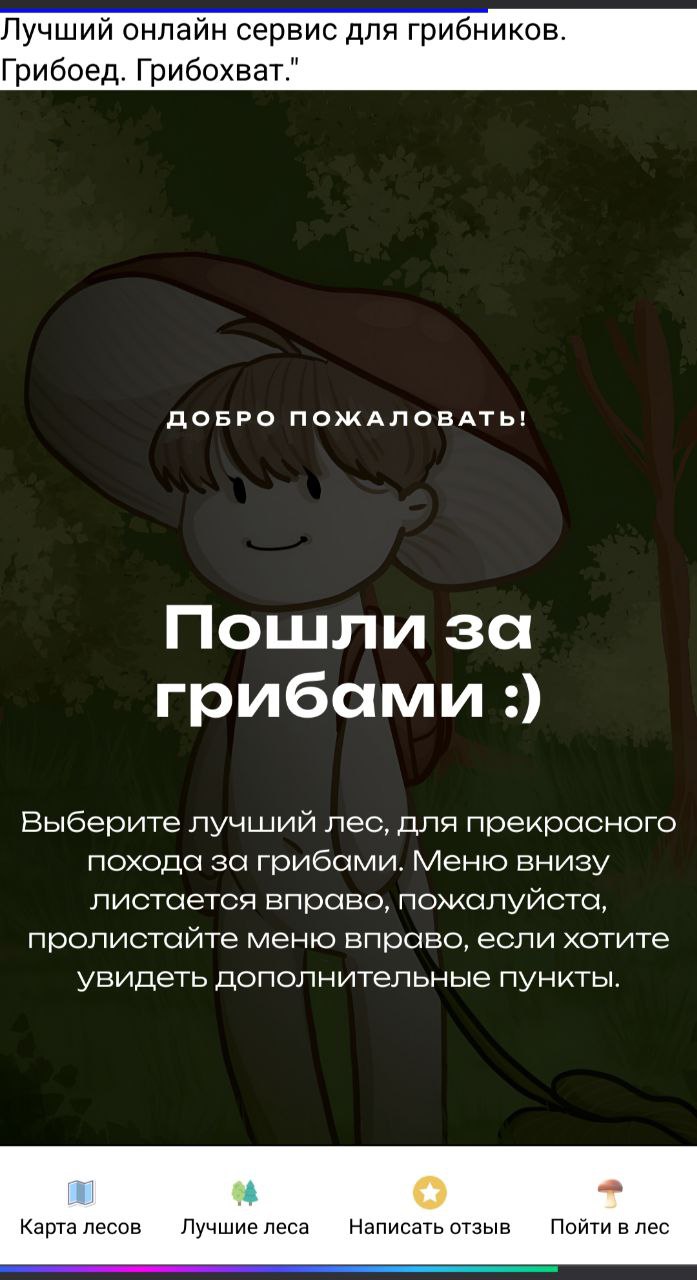 Лучший онлайн сервис для грибников.
Грибоед. Грибохват."
ДОБРО ПОЖАЛОВАТЬ!
Пошли за
грибами :)
Выберите лучший лес, для прекрасного
похода за грибами. Меню внизу
листается вправо, пожалуйста,
пролистайте меню вправо, если хотите
увидеть дополнительные пункты.
Карта лесов
Лучшие леса
Написать отзыв
Пойти в лес